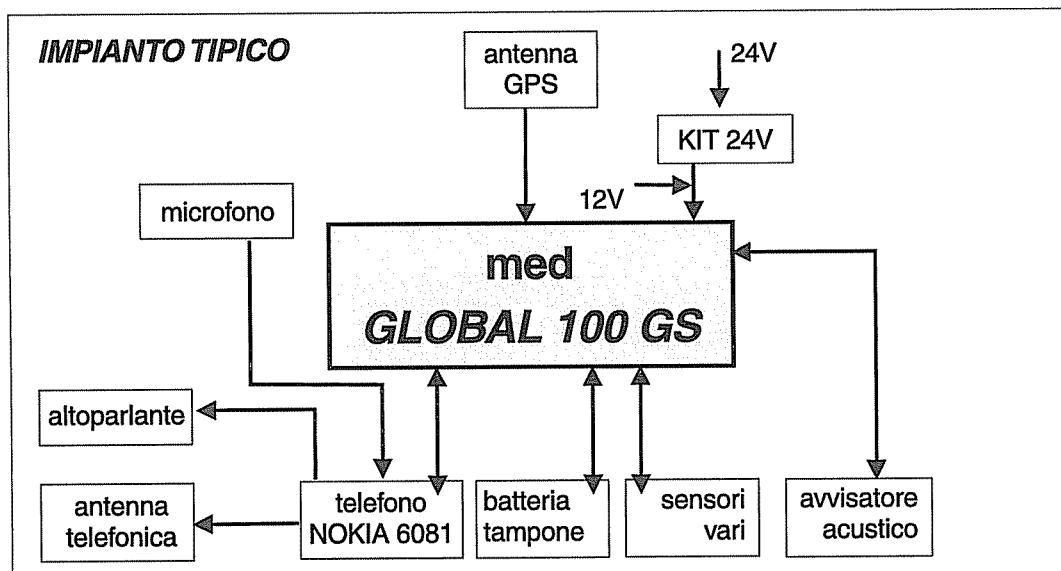 IMPIANTO TIPICO
antenna
GPS
24V
KIT 24V
12V
microfono
med
GLOBAL 100 GS
altoparlante
antenna
telefonica
telefono
NOKIA 6081
batteria
tampone
sensori
vari
avvisatore
acustico